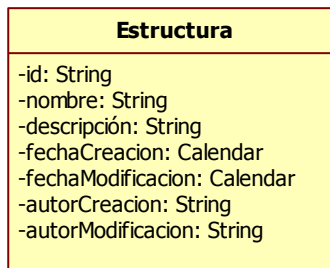 Estructura
-id: String
-nombre: String
-descripción: String
-fechaCreacion: Calendar
-fechaModificacion: Calendar
-autorCreacion: String
-autorModificacion: String